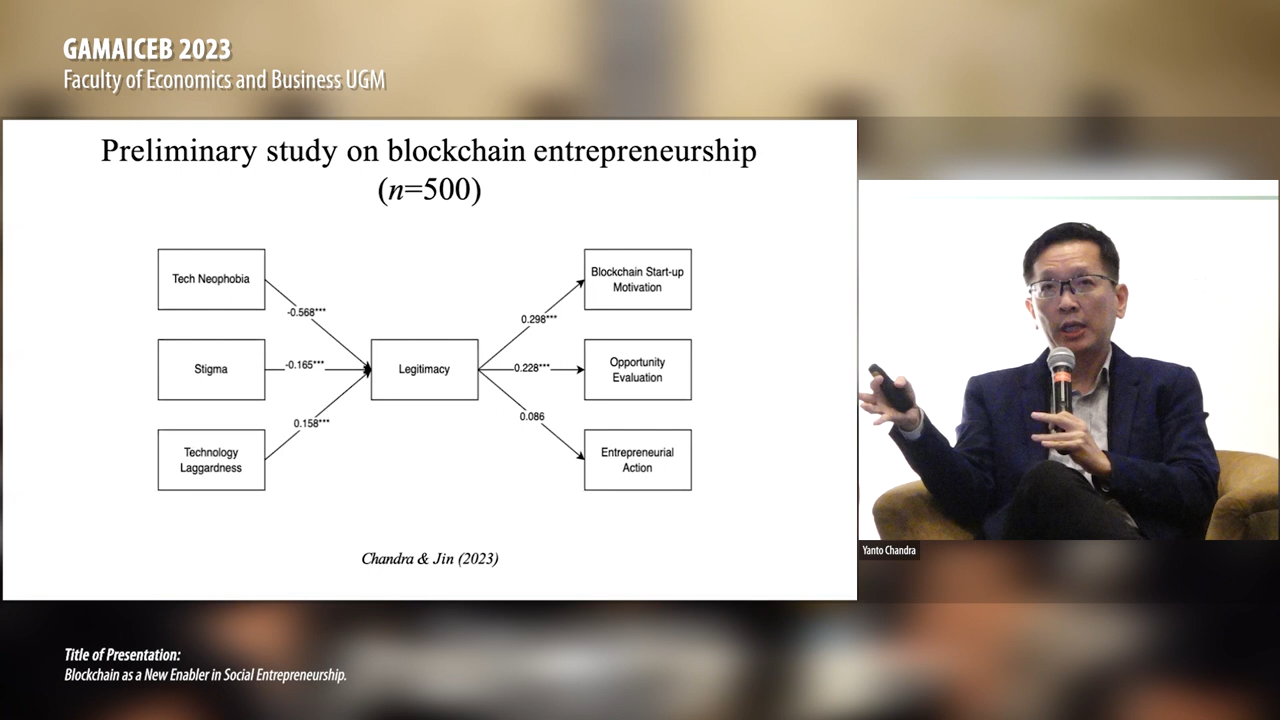 GAMAICEB 2023
Faculty of Economics and Business UGM
Preliminary study on blockchain entrepreneurship
(n=500)
Tech Neophobia
-0.568***
Stigma
-0.165***
Technology
Laggardness
0.158***
Legitimacy
0.298***
Blockchain Start-up
Motivation
0.228***
Opportunity
Evaluation
0.086
Entrepreneurial
Action
Chandra & Jin (2023)
Yanto Chandra
Title of Presentation:
Blockchain as a New Enabler in Social Entrepreneurship.